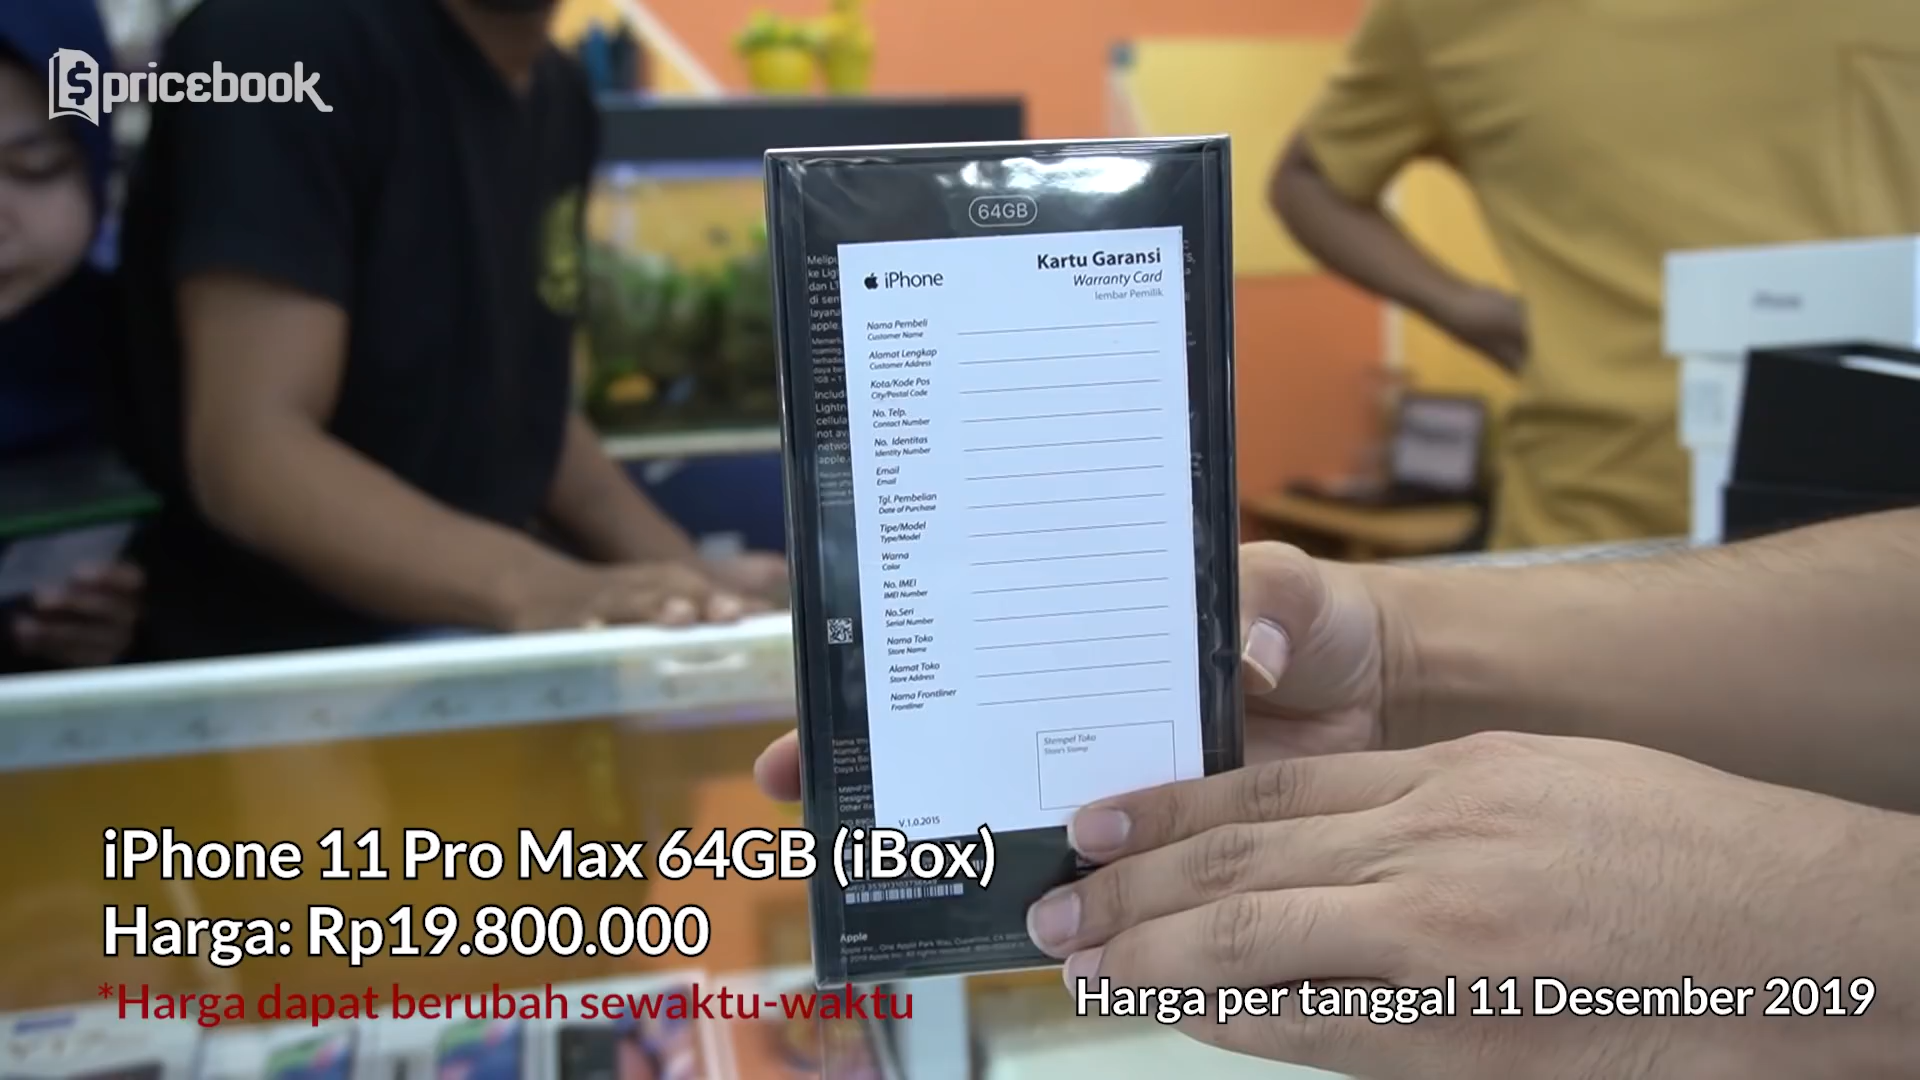 pricebook
64GB
iPhone
Kartu Garansi
Warranty Card
lembar Pemilik
Nama Pembeli
Customer Name
Alamat Lengkap
Customer Address
Kota/Kode Pos
City/Postal Code
No. Telp.
Contact Number
No. Identitas
Identity Number
Email
Email
Tgl. Pembelian
Date of Purchase
Tipe/Model
Type/Model
Warna
Color
No. IMEI
IMEI Number
No.Seri
Serial Number
Nama Toko
Store Name
Alamat Toko
Store Address
Nama Frontliner
Frontliner
Stempel Toko
Store's Stamp
V.1.0.2015
iPhone 11 Pro Max 64GB (iBox)
Harga: Rp19.800.000
*Harga dapat berubah sewaktu-waktu
Harga per tanggal 11 Desember 2019
Apple